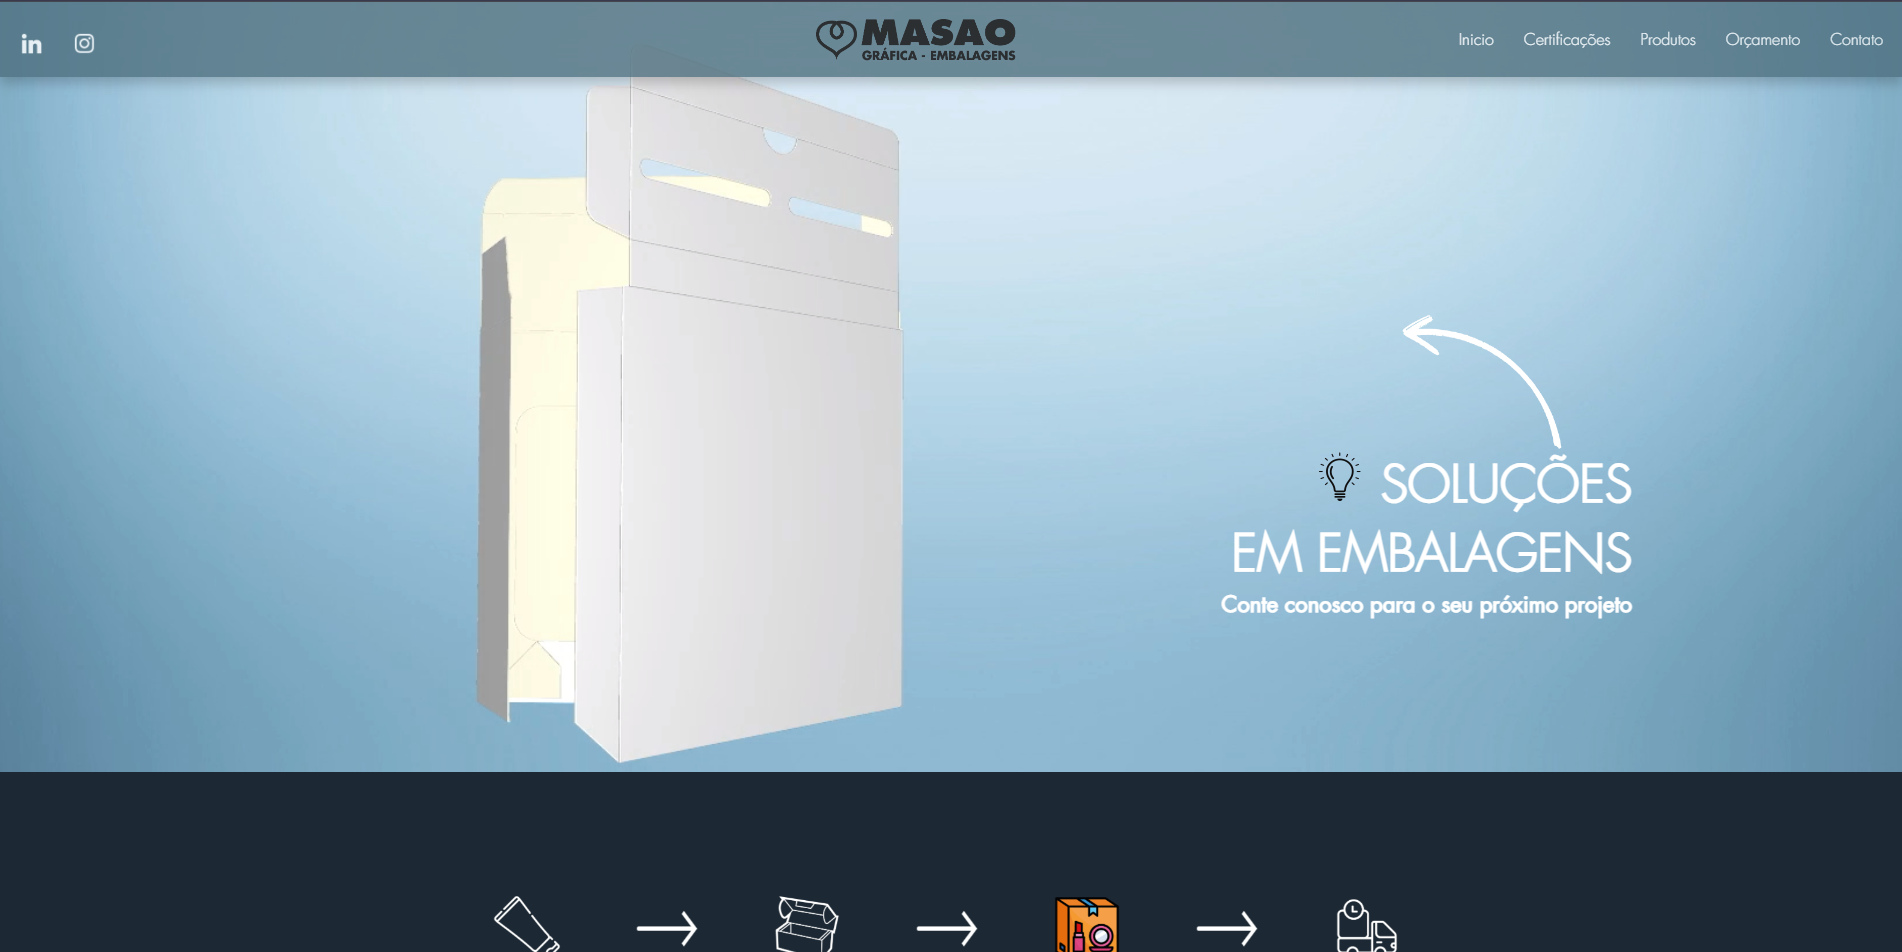 MASAO
GRÁFICA - EMBALAGENS
Inicio
Certificações
Produtos
Orçamento
Contato
SOLUÇÕES
EM EMBALAGENS
Conte conosco para o seu próximo projeto